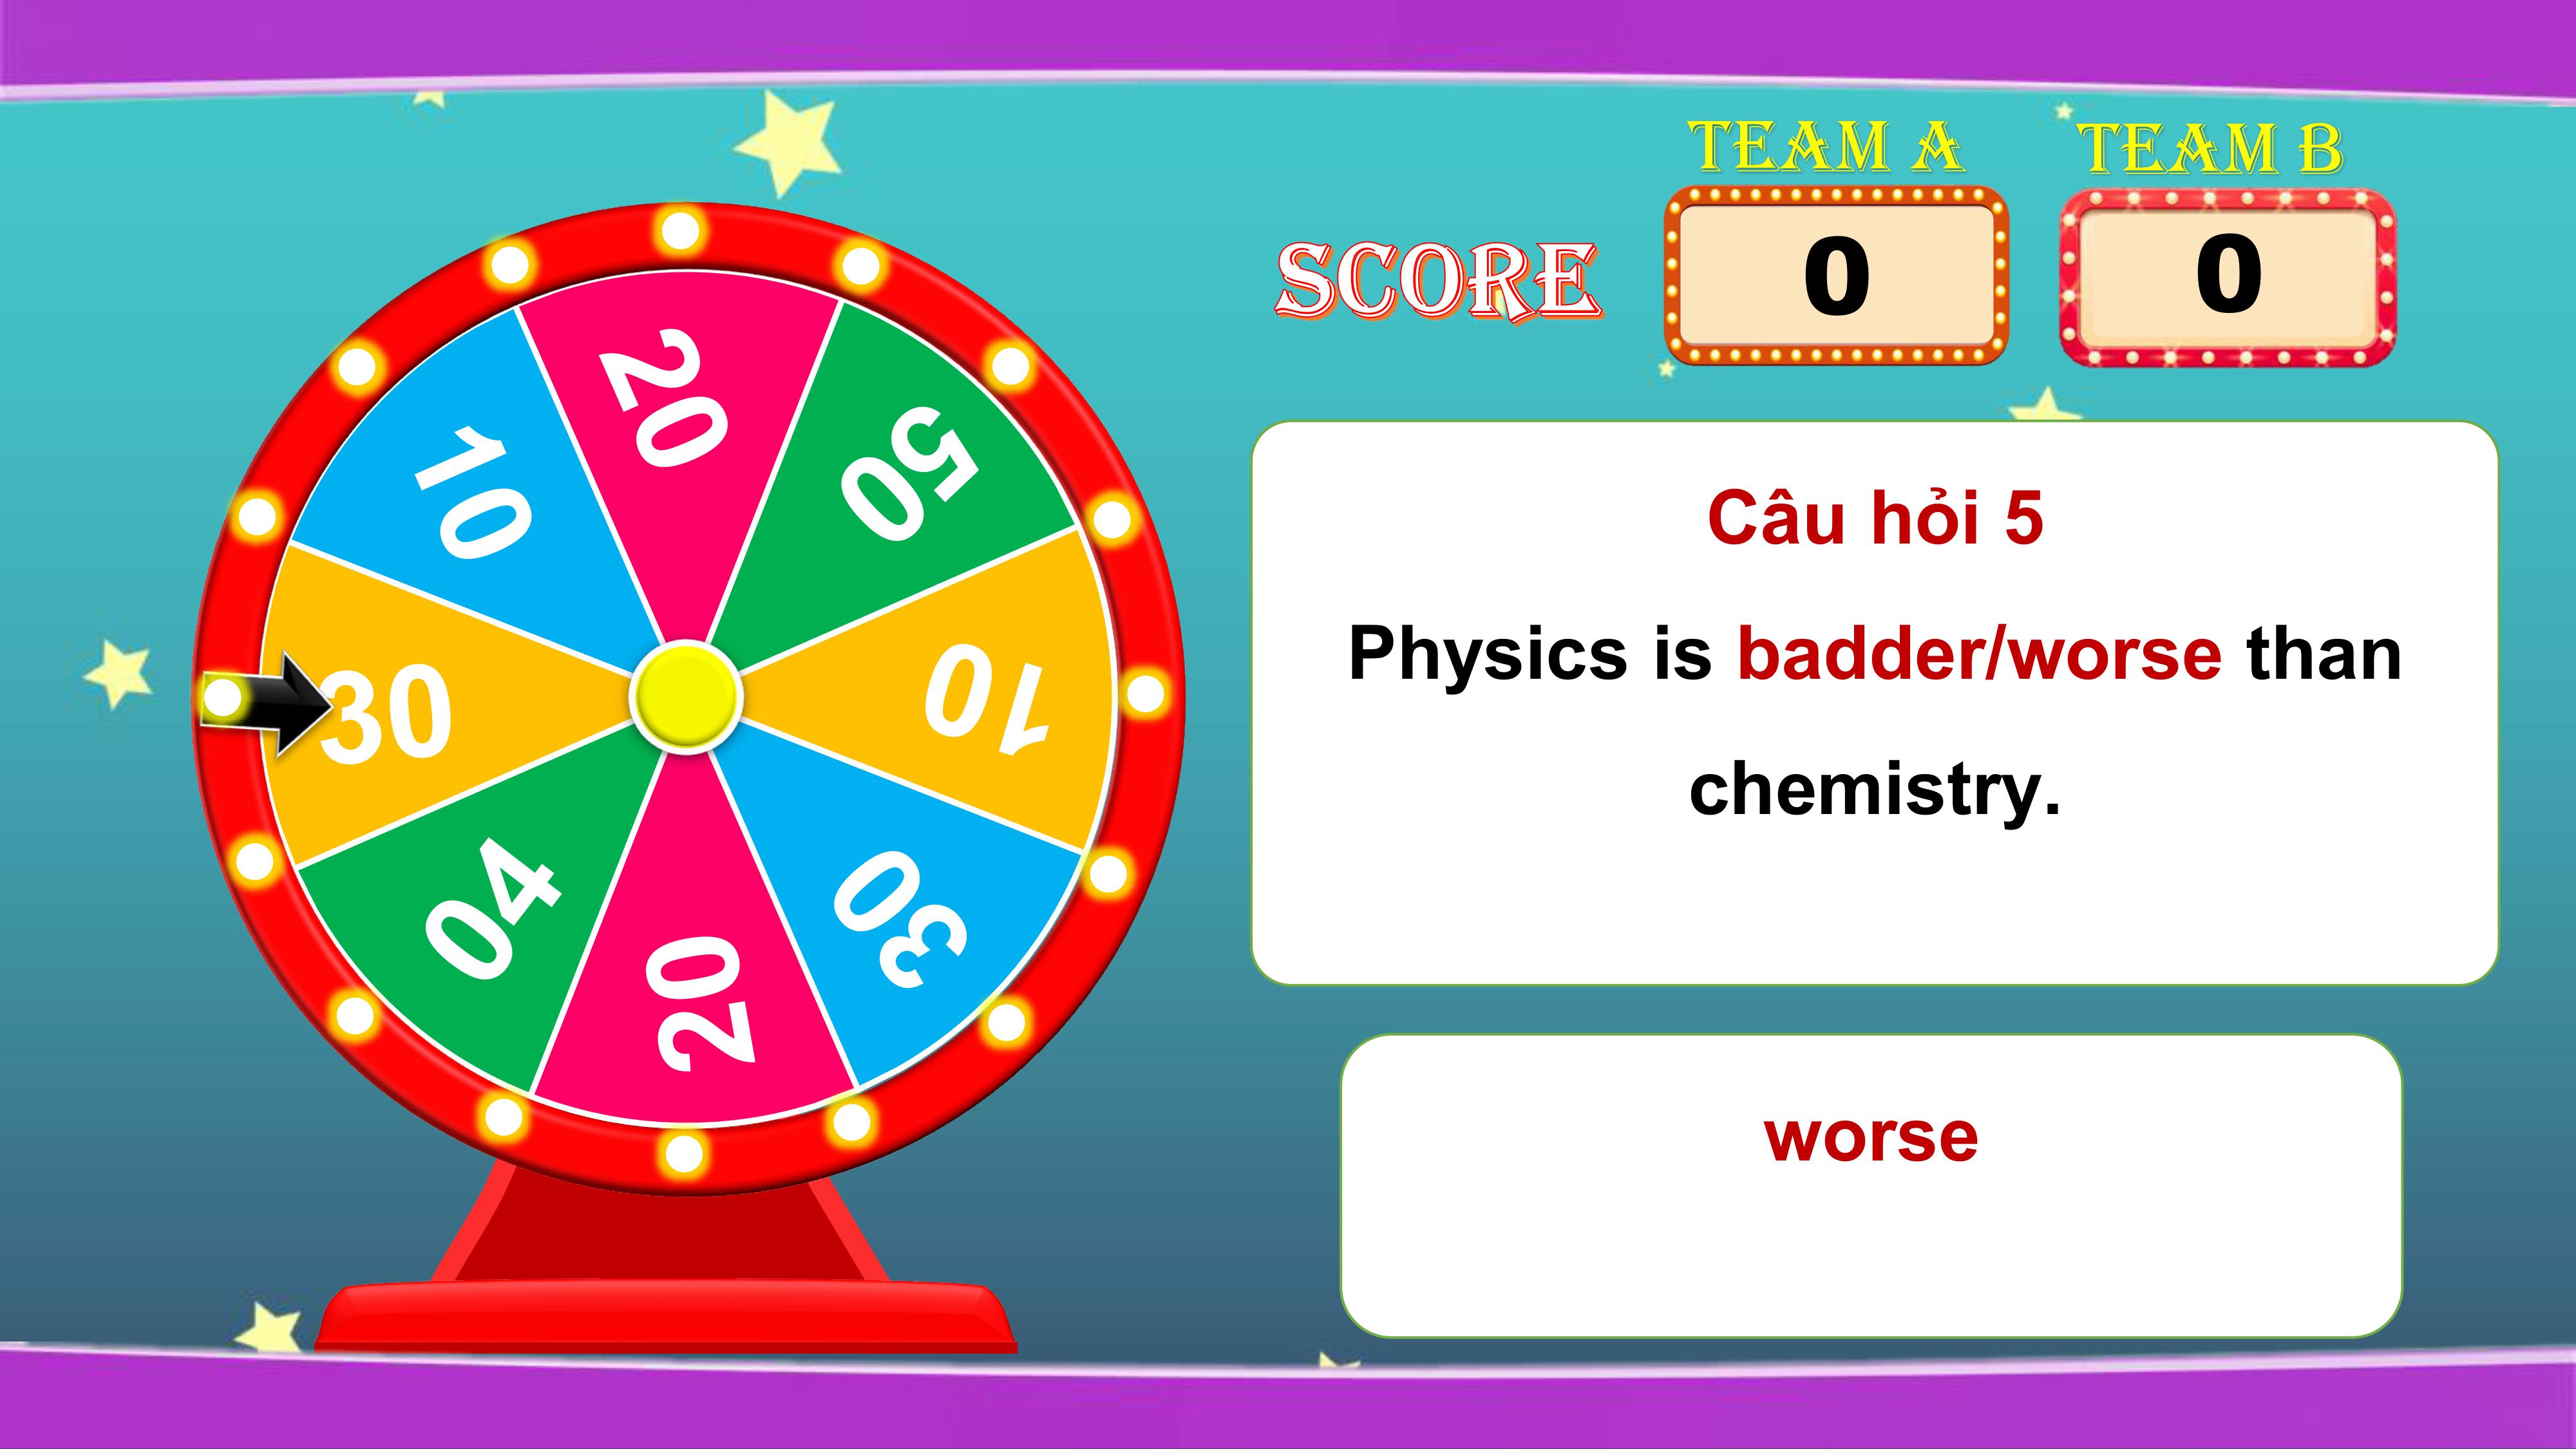 TEAM A
TEAM B
SCORE
0
0
20
50
10
10
30
30
04
20
Câu hỏi 5
Physics is badder/worse than
chemistry.
worse